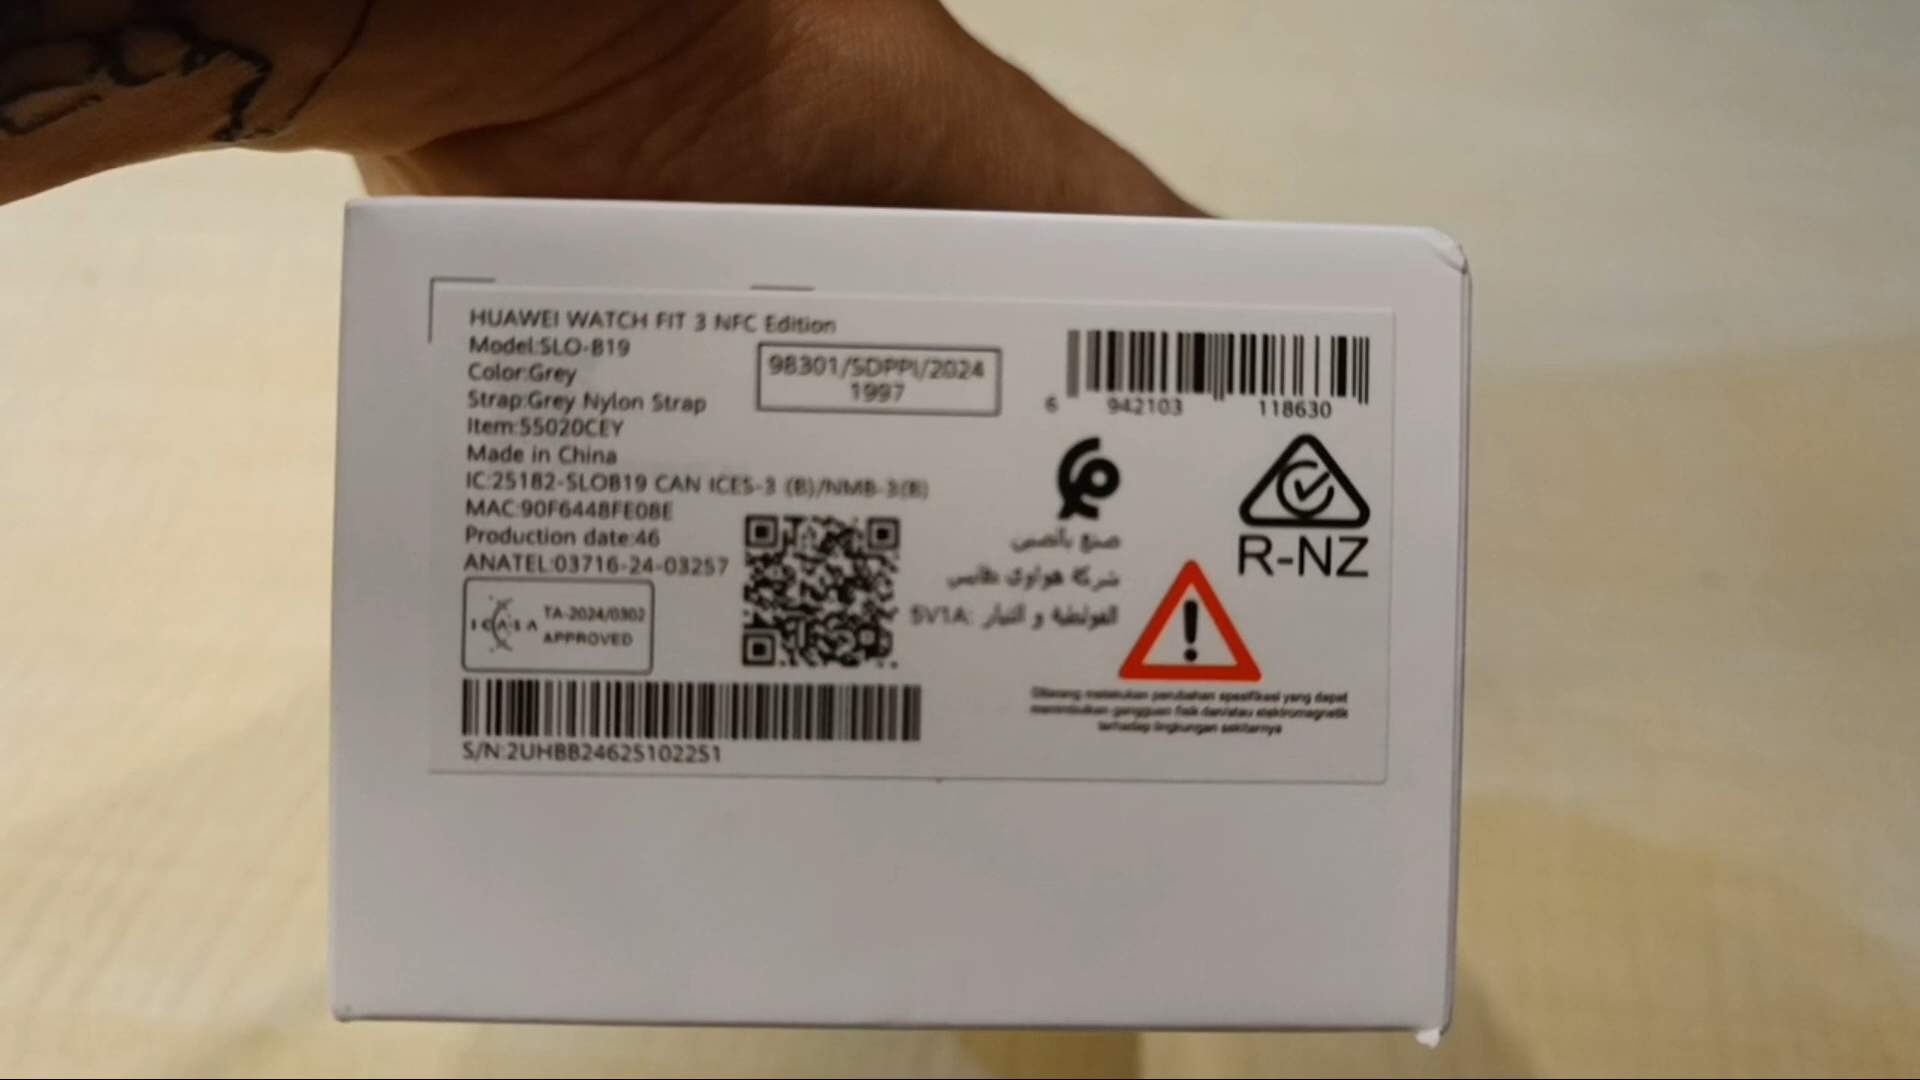 HUAWEI WATCH FIT 3 NFC Edition
Model:SLO-B19
Color:Grey
Strap:Grey Nylon Strap
Item:55020CEY
Made in China
IC:25182-SLOB19 CAN ICES-3 (B)/NMB-3(B)
MAC:90F6448FE08E
Production date:46
ANATEL:03716-24-03257
ICASA TA-2024/0302
APPROVED
S/N:2UHBB24625102251
98301/SDPPI/2024
1997
6 942103 118630
R-NZ
صنع بالصين
شركة هواوي
الفولطية و التيار :5V1A
Dilarang melakukan perubahan spesifikasi yang dapat
menimbulkan gangguan fisik dan/atau elektromagnetik
terhadap lingkungan sekitarnya